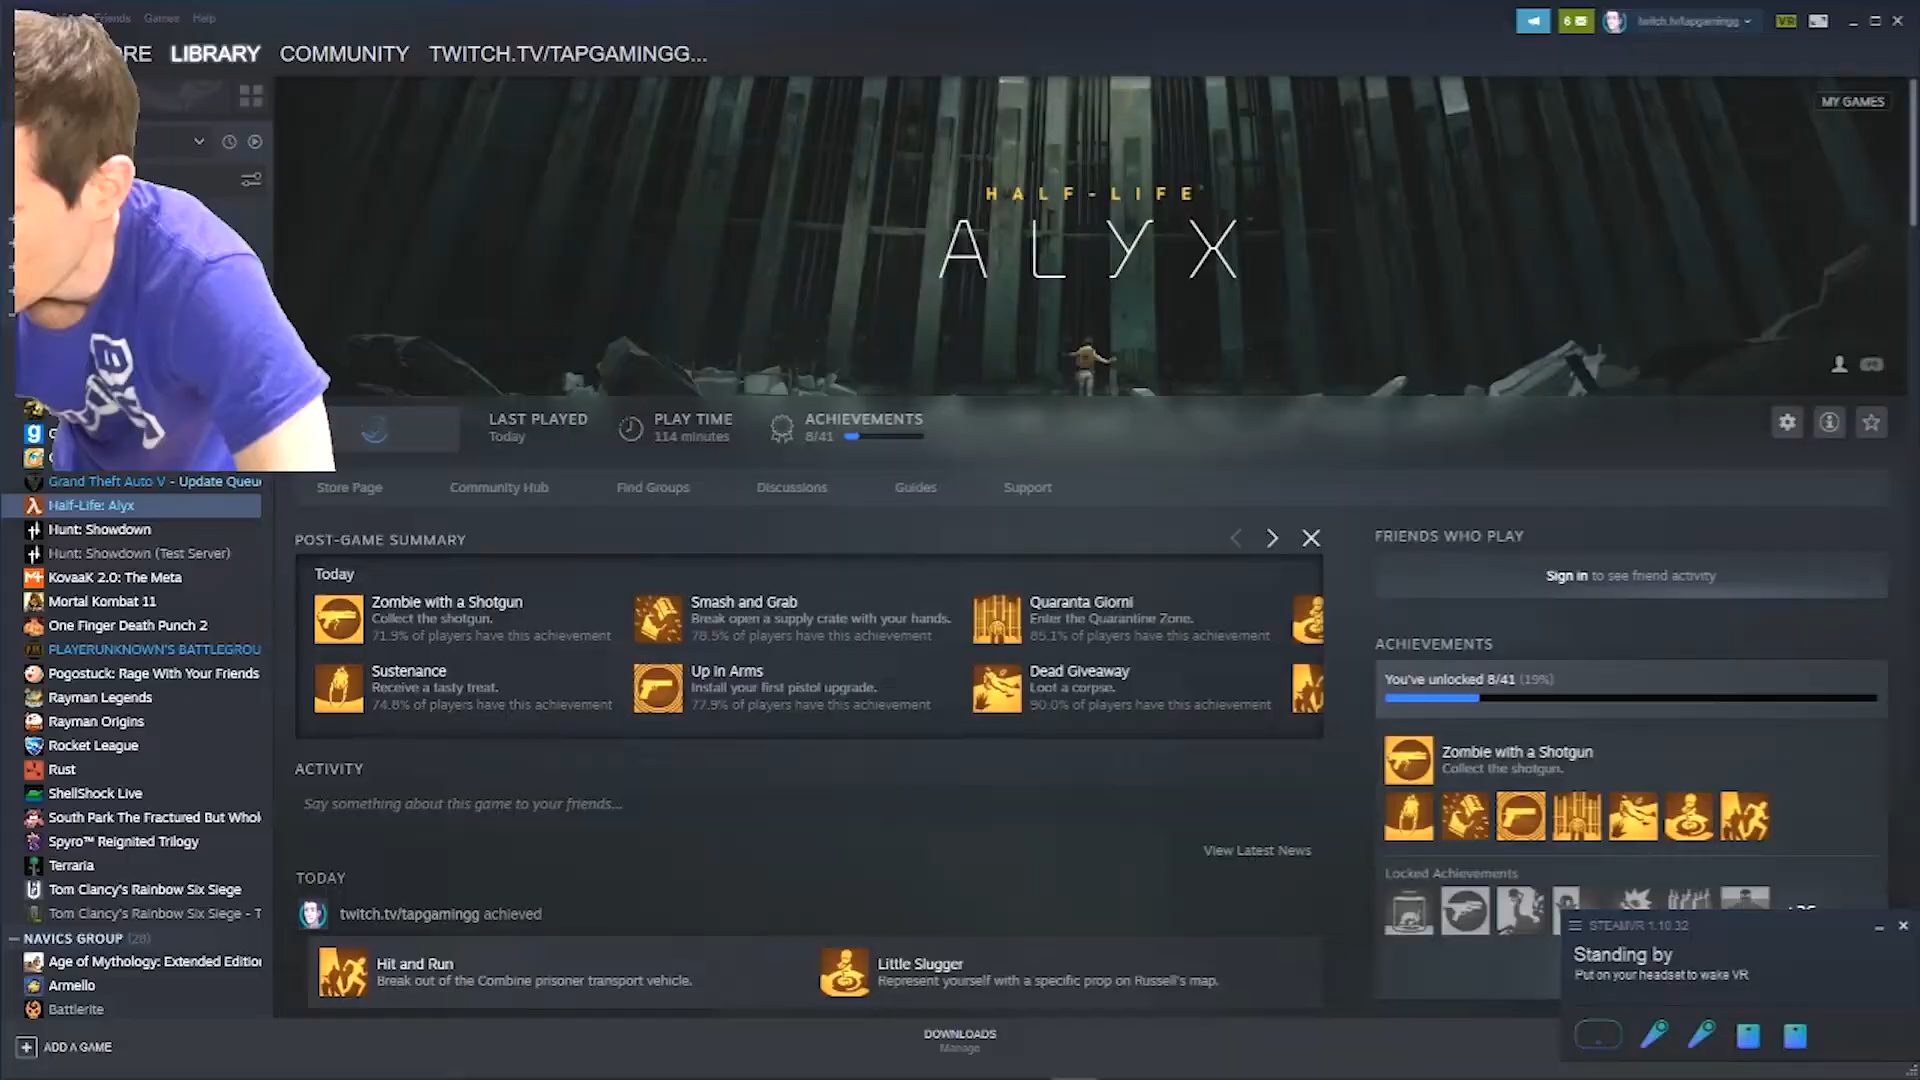 Friends Games Help
6
twitch.tv/tapgamingg
VR
RE LIBRARY COMMUNITY TWITCH.TV/TAPGAMINGG...
MY GAMES
HALF-LIFE
ALYX
LAST PLAYED
Today
PLAY TIME
114 minutes
ACHIEVEMENTS
8/41
Store Page Community Hub Find Groups Discussions Guides Support
Grand Theft Auto V - Update Queue
Half-Life: Alyx
Hunt: Showdown
Hunt: Showdown (Test Server)
KovaaK 2.0: The Meta
Mortal Kombat 11
One Finger Death Punch 2
PLAYERUNKNOWN'S BATTLEGROU
Pogostuck: Rage With Your Friends
Rayman Legends
Rayman Origins
Rocket League
Rust
ShellShock Live
South Park The Fractured But Whol
Spyro™ Reignited Trilogy
Terraria
Tom Clancy's Rainbow Six Siege
Tom Clancy's Rainbow Six Siege - T
NAVICS GROUP (28)
Age of Mythology: Extended Edition
Armello
Battlerite
ADD A GAME
POST-GAME SUMMARY
Today
Zombie with a Shotgun
Collect the shotgun.
71.9% of players have this achievement
Smash and Grab
Break open a supply crate with your hands.
78.5% of players have this achievement
Quaranta Giorni
Enter the Quarantine Zone.
85.1% of players have this achievement
Sustenance
Receive a tasty treat.
74.8% of players have this achievement
Up in Arms
Install your first pistol upgrade.
77.9% of players have this achievement
Dead Giveaway
Loot a corpse.
90.0% of players have this achievement
ACTIVITY
Say something about this game to your friends...
View Latest News
TODAY
twitch.tv/tapgamingg achieved
Hit and Run
Break out of the Combine prisoner transport vehicle.
Little Slugger
Represent yourself with a specific prop on Russell's map.
DOWNLOADS
Manage
FRIENDS WHO PLAY
Sign in to see friend activity
ACHIEVEMENTS
You've unlocked 8/41 (19%)
Zombie with a Shotgun
Collect the shotgun.
Locked Achievements
STEAMVR 1.10.32
Standing by
Put on your headset to wake VR